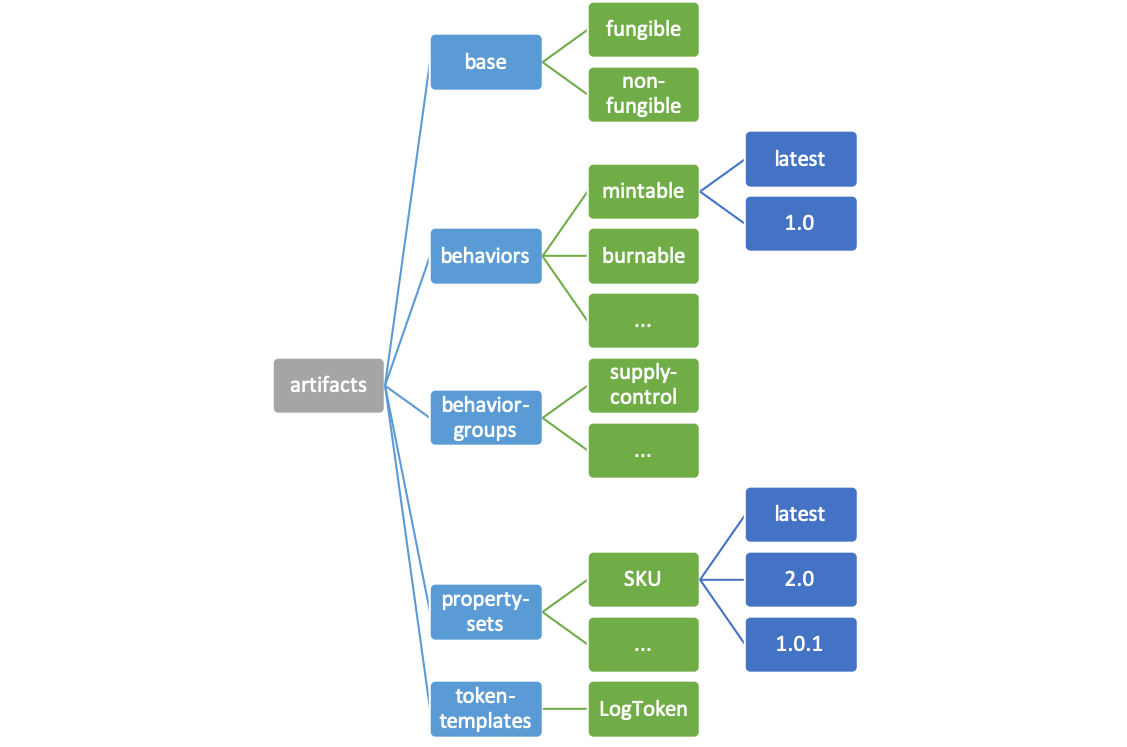 artifacts
base
fungible
non-
fungible
behaviors
mintable
latest
1.0
burnable
...
behavior-
groups
supply-
control
...
property-
sets
SKU
latest
2.0
1.0.1
...
token-
templates
LogToken